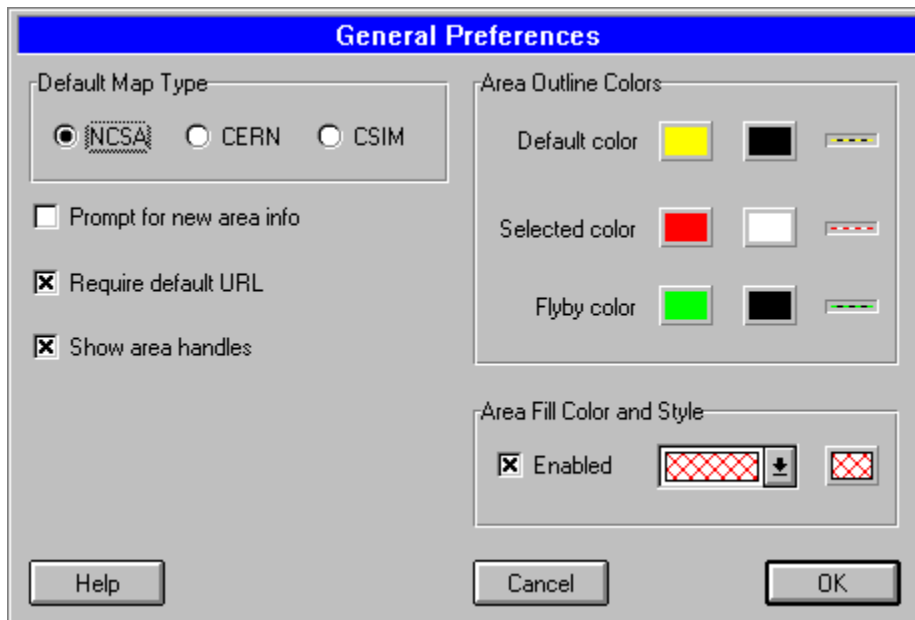 General Preferences
Default Map Type
NCSA CERN CSIM
Prompt for new area info
Require default URL
Show area handles
Area Outline Colors
Default color
Selected color
Flyby color
Area Fill Color and Style
Enabled
Help Cancel OK